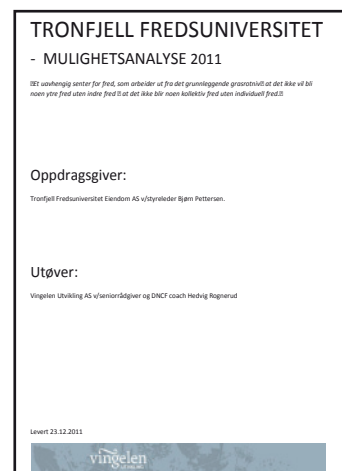 TRONFJELL FREDSUNIVERSITET
- MULIGHETSANALYSE 2011
Et uavhengig senter for fred, som arbeider ut fra det grunnleggende grasrotnivå at det ikke vil bli
noen ytre fred uten indre fred at det ikke blir noen kollektiv fred uten individuell fred.
Oppdragsgiver:
Tronfjell Fredsuniversitet Eiendom AS v/styreleder Bjørn Pettersen.
Utøver:
Vingelen Utvikling AS v/seniorrådgiver og DNCF coach Hedvig Rognerud
Levert 23.12.2011
vingelen